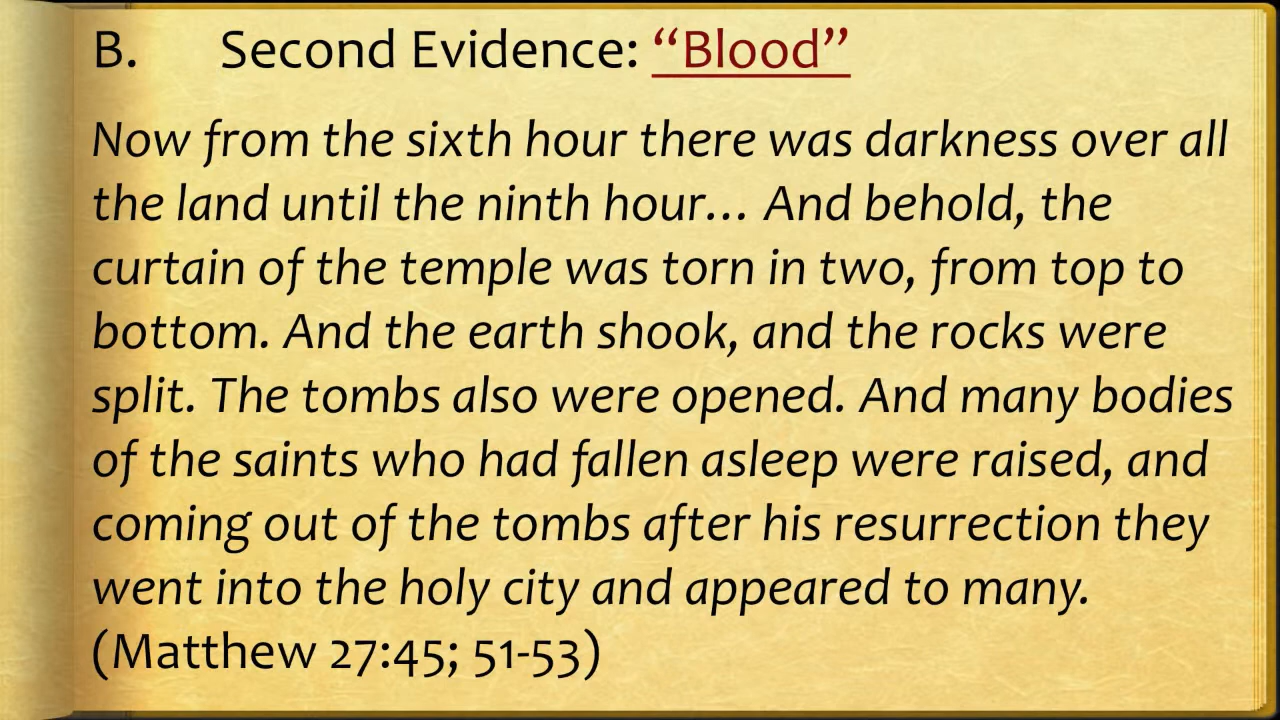 B. Second Evidence: “Blood”
Now from the sixth hour there was darkness over all
the land until the ninth hour… And behold, the
curtain of the temple was torn in two, from top to
bottom. And the earth shook, and the rocks were
split. The tombs also were opened. And many bodies
of the saints who had fallen asleep were raised, and
coming out of the tombs after his resurrection they
went into the holy city and appeared to many.
(Matthew 27:45; 51-53)